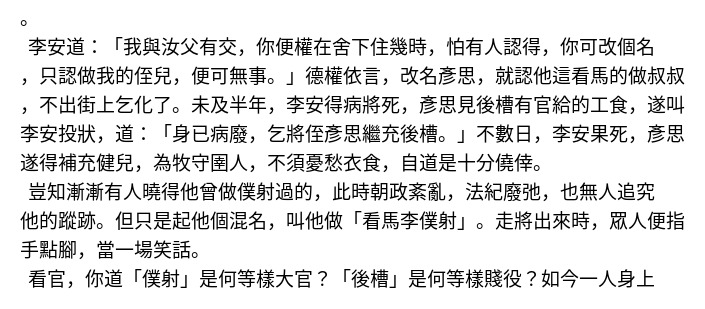 。
李安道：「我與汝父有交，你便權在舍下住幾時，怕有人認得，你可改個名
，只認做我的侄兒，便可無事。」德權依言，改名彥思，就認他這看馬的做叔叔
，不出街上乞化了。未及半年，李安得病將死，彥思見後槽有官給的工食，遂叫
李安投狀，道：「身已病廢，乞將侄彥思繼充後槽。」不數日，李安果死，彥思
遂得補充健兒，為牧守圉人，不須憂愁衣食，自道是十分僥倖。
豈知漸漸有人曉得他曾做僕射過的，此時朝政紊亂，法紀廢弛，也無人追究
他的蹤跡。但只是起他個混名，叫他做「看馬李僕射」。走將出來時，眾人便指
手點腳，當一場笑話。
看官，你道「僕射」是何等樣大官？「後槽」是何等樣賤役？如今一人身上